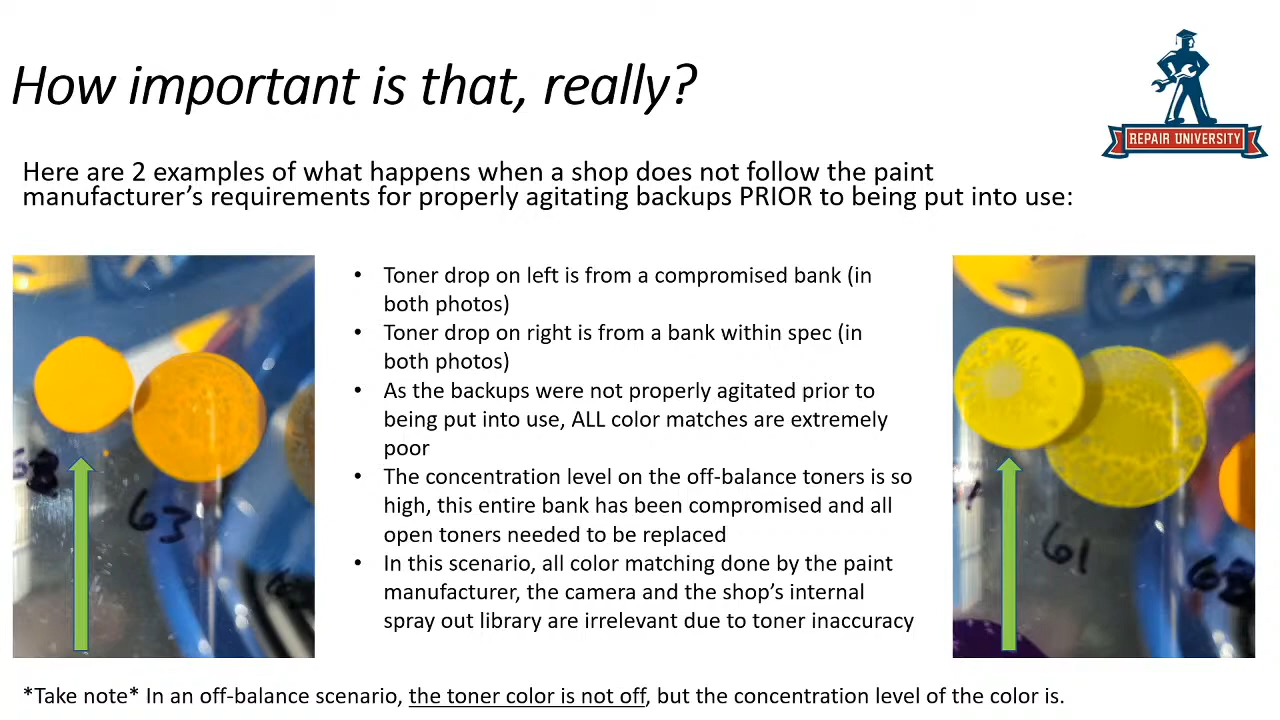 How important is that, really?
REPAIR UNIVERSITY
Here are 2 examples of what happens when a shop does not follow the paint
manufacturer’s requirements for properly agitating backups PRIOR to being put into use:
• Toner drop on left is from a compromised bank (in
both photos)
• Toner drop on right is from a bank within spec (in
both photos)
• As the backups were not properly agitated prior to
being put into use, ALL color matches are extremely
poor
• The concentration level on the off-balance toners is so
high, this entire bank has been compromised and all
open toners needed to be replaced
• In this scenario, all color matching done by the paint
manufacturer, the camera and the shop’s internal
spray out library are irrelevant due to toner inaccuracy
63
61
*Take note* In an off-balance scenario, the toner color is not off, but the concentration level of the color is.